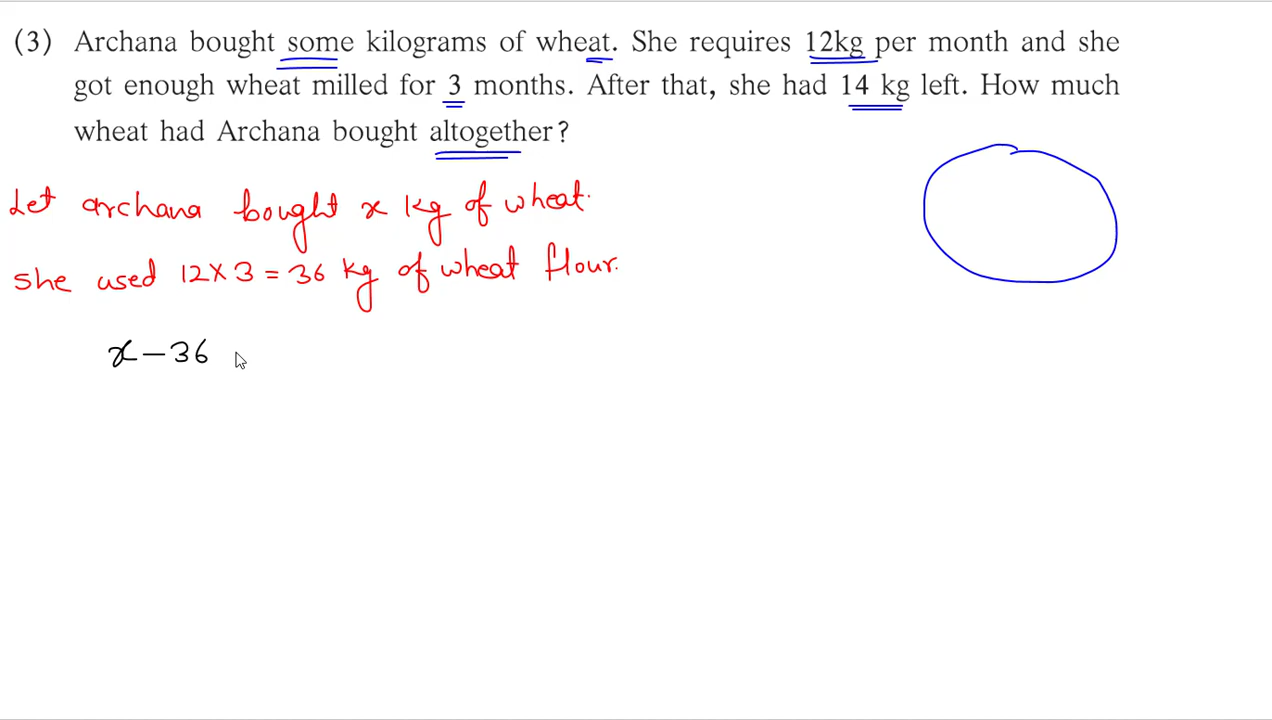 (3) Archana bought some kilograms of wheat. She requires 12kg per month and she
got enough wheat milled for 3 months. After that, she had 14 kg left. How much
wheat had Archana bought altogether?
Let archana bought x kg of wheat.
She used 12 × 3 = 36 kg of wheat flour.
x - 36